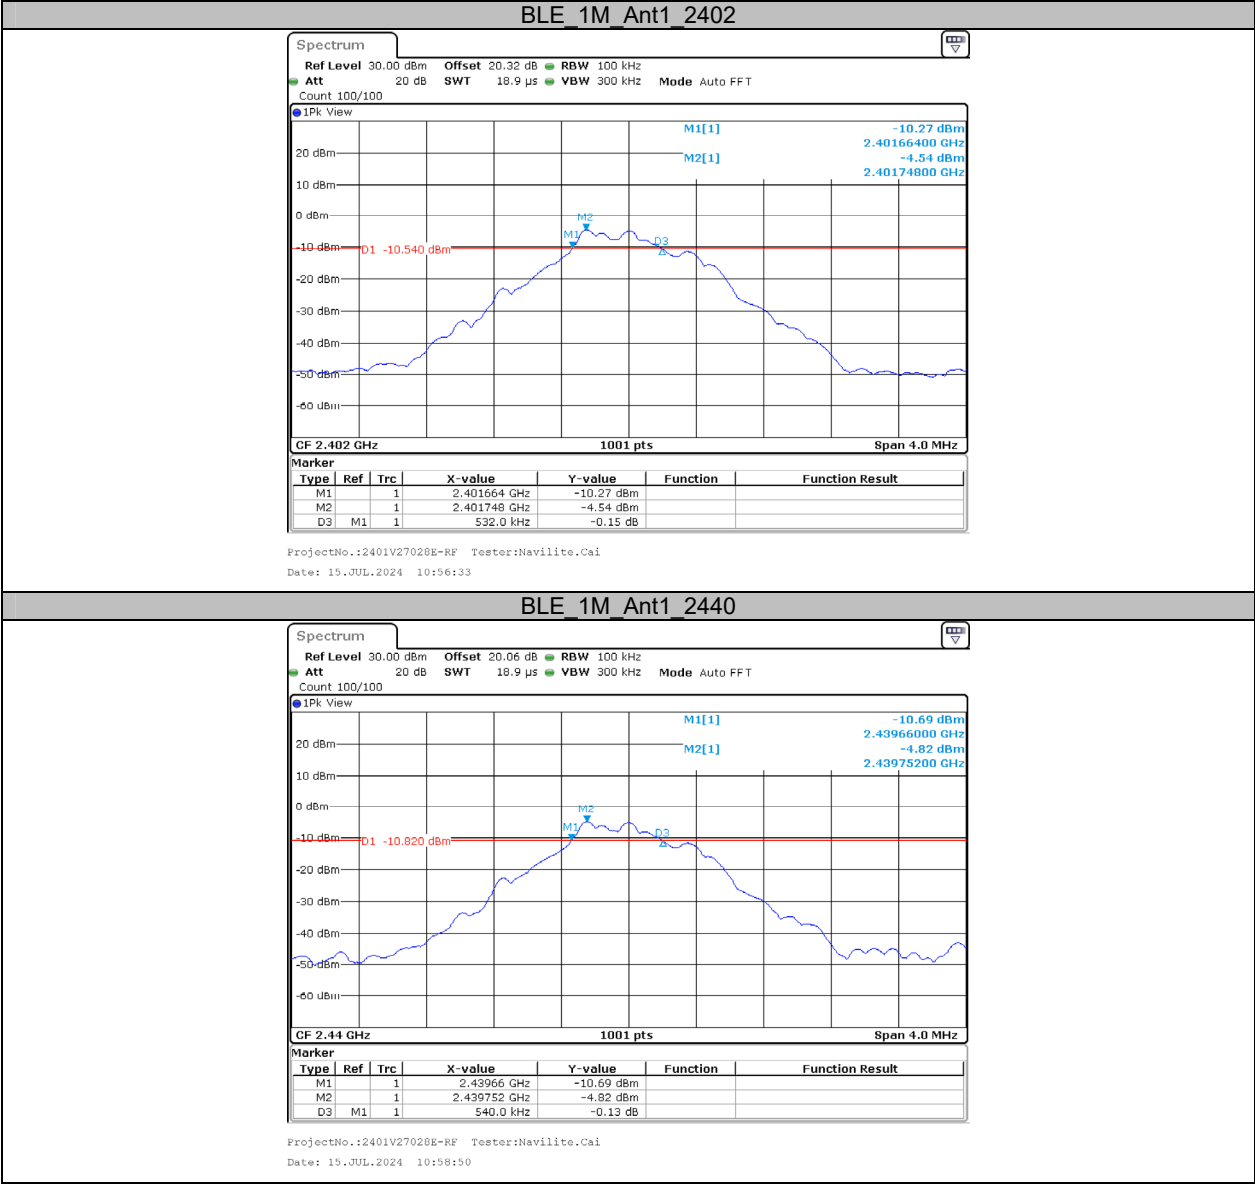 BLE_1M_Ant1_2402
Spectrum
Ref Level 30.00 dBm Offset 20.32 dB RBW 100 kHz
Att 20 dB SWT 18.9 µs VBW 300 kHz Mode Auto FFT
Count 100/100
1Pk View
M1[1] -10.27 dBm
2.40166400 GHz
M2[1] -4.54 dBm
2.40174800 GHz
20 dBm
10 dBm
0 dBm
M2
M1
D3
-10 dBm
D1 -10.540 dBm
-20 dBm
-30 dBm
-40 dBm
-50 dBm
-60 dBm
CF 2.402 GHz 1001 pts Span 4.0 MHz
Marker
Type Ref Trc X-value Y-value Function Function Result
M1 1 2.401664 GHz -10.27 dBm
M2 1 2.401748 GHz -4.54 dBm
D3 M1 1 532.0 kHz -0.15 dB
ProjectNo.:2401V27028E-RF Tester:Navilite.Cai
Date: 15.JUL.2024 10:56:33
BLE_1M_Ant1_2440
Spectrum
Ref Level 30.00 dBm Offset 20.06 dB RBW 100 kHz
Att 20 dB SWT 18.9 µs VBW 300 kHz Mode Auto FFT
Count 100/100
1Pk View
M1[1] -10.69 dBm
2.43966000 GHz
M2[1] -4.82 dBm
2.43975200 GHz
20 dBm
10 dBm
0 dBm
M2
M1
D3
-10 dBm
D1 -10.820 dBm
-20 dBm
-30 dBm
-40 dBm
-50 dBm
-60 dBm
CF 2.44 GHz 1001 pts Span 4.0 MHz
Marker
Type Ref Trc X-value Y-value Function Function Result
M1 1 2.43966 GHz -10.69 dBm
M2 1 2.439752 GHz -4.82 dBm
D3 M1 1 540.0 kHz -0.13 dB
ProjectNo.:2401V27028E-RF Tester:Navilite.Cai
Date: 15.JUL.2024 10:58:50